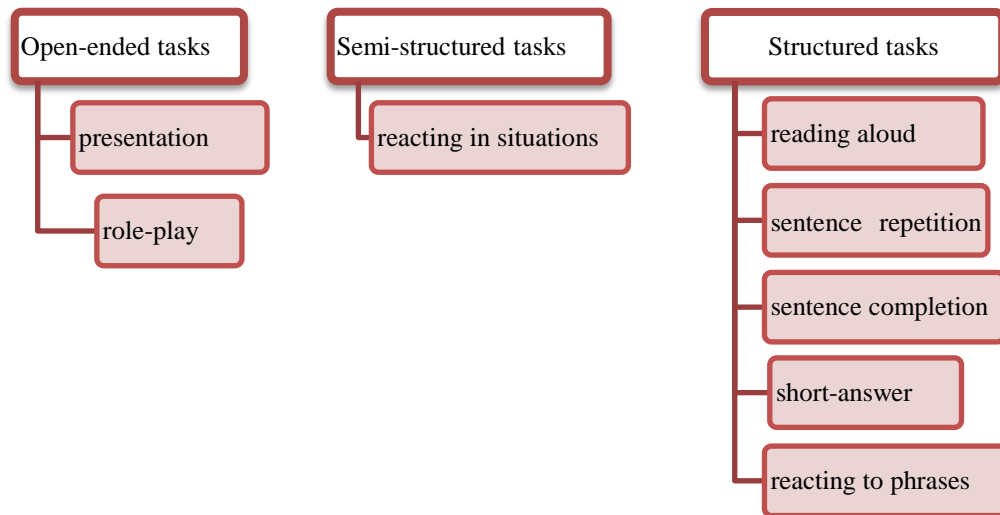 Open-ended tasks
presentation
role-play
Semi-structured tasks
reacting in situations
Structured tasks
reading aloud
sentence repetition
sentence completion
short-answer
reacting to phrases